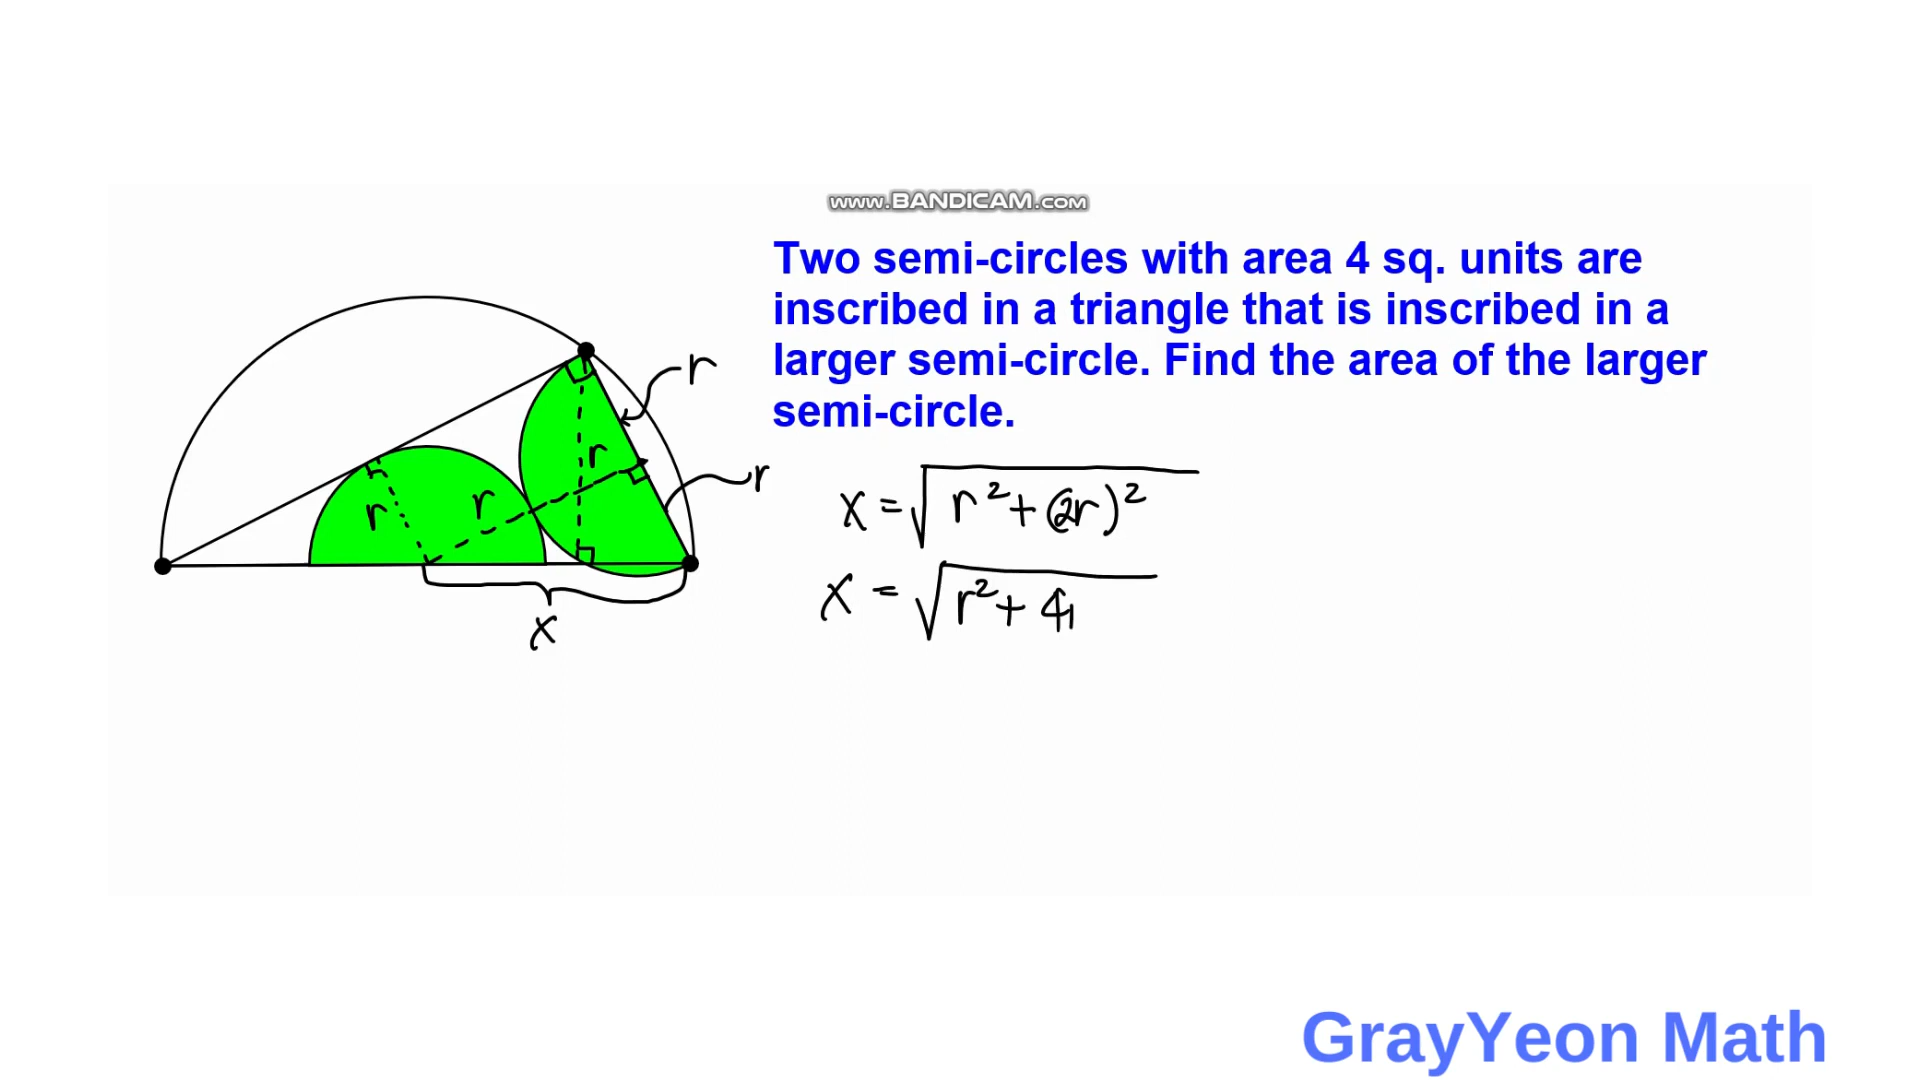 www.BANDICAM.com
Two semi-circles with area 4 sq. units are
inscribed in a triangle that is inscribed in a
larger semi-circle. Find the area of the larger
semi-circle.
r
r
r
r
r
x
x = √(r² + (2r)²)
x = √(r² + 4
GrayYeon Math